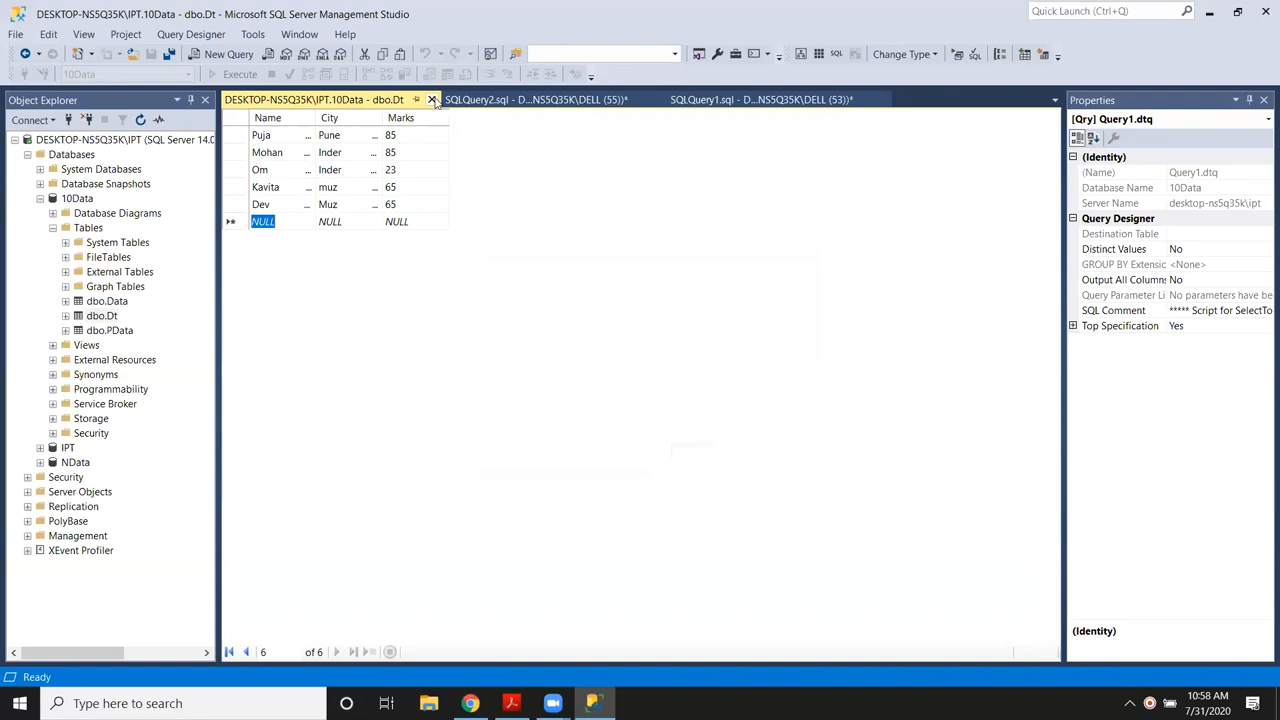 DESKTOP-NS5Q35K\IPT.10Data - dbo.Dt - Microsoft SQL Server Management Studio
Quick Launch (Ctrl+Q)
File Edit View Project Query Designer Tools Window Help
New Query MDX DMX XMLA DAX SQL Change Type
10Data Execute
Object Explorer
DESKTOP-NS5Q35K\IPT.10Data - dbo.Dt SQLQuery2.sql - D...NS5Q35K\DELL (55))* SQLQuery1.sql - D...NS5Q35K\DELL (53))*
Properties
Connect
[Qry] Query1.dtq
DESKTOP-NS5Q35K\IPT (SQL Server 14.0
Databases
System Databases
Database Snapshots
10Data
Database Diagrams
Tables
System Tables
FileTables
External Tables
Graph Tables
dbo.Data
dbo.Dt
dbo.PData
Views
External Resources
Synonyms
Programmability
Service Broker
Storage
Security
IPT
NData
Security
Server Objects
Replication
PolyBase
Management
XEvent Profiler
Name City Marks
Puja ... Pune ... 85
Mohan ... Inder ... 85
Om ... Inder ... 23
Kavita ... muz ... 65
Dev ... Muz ... 65
NULL NULL NULL
(Identity)
(Name) Query1.dtq
Database Name 10Data
Server Name desktop-ns5q35k\ipt
Query Designer
Destination Table
Distinct Values No
GROUP BY Extensio <None>
Output All Columns No
Query Parameter Li No parameters have be
SQL Comment ***** Script for SelectTo
Top Specification Yes
(Identity)
6 of 6
Ready
Type here to search
10:58 AM
7/31/2020